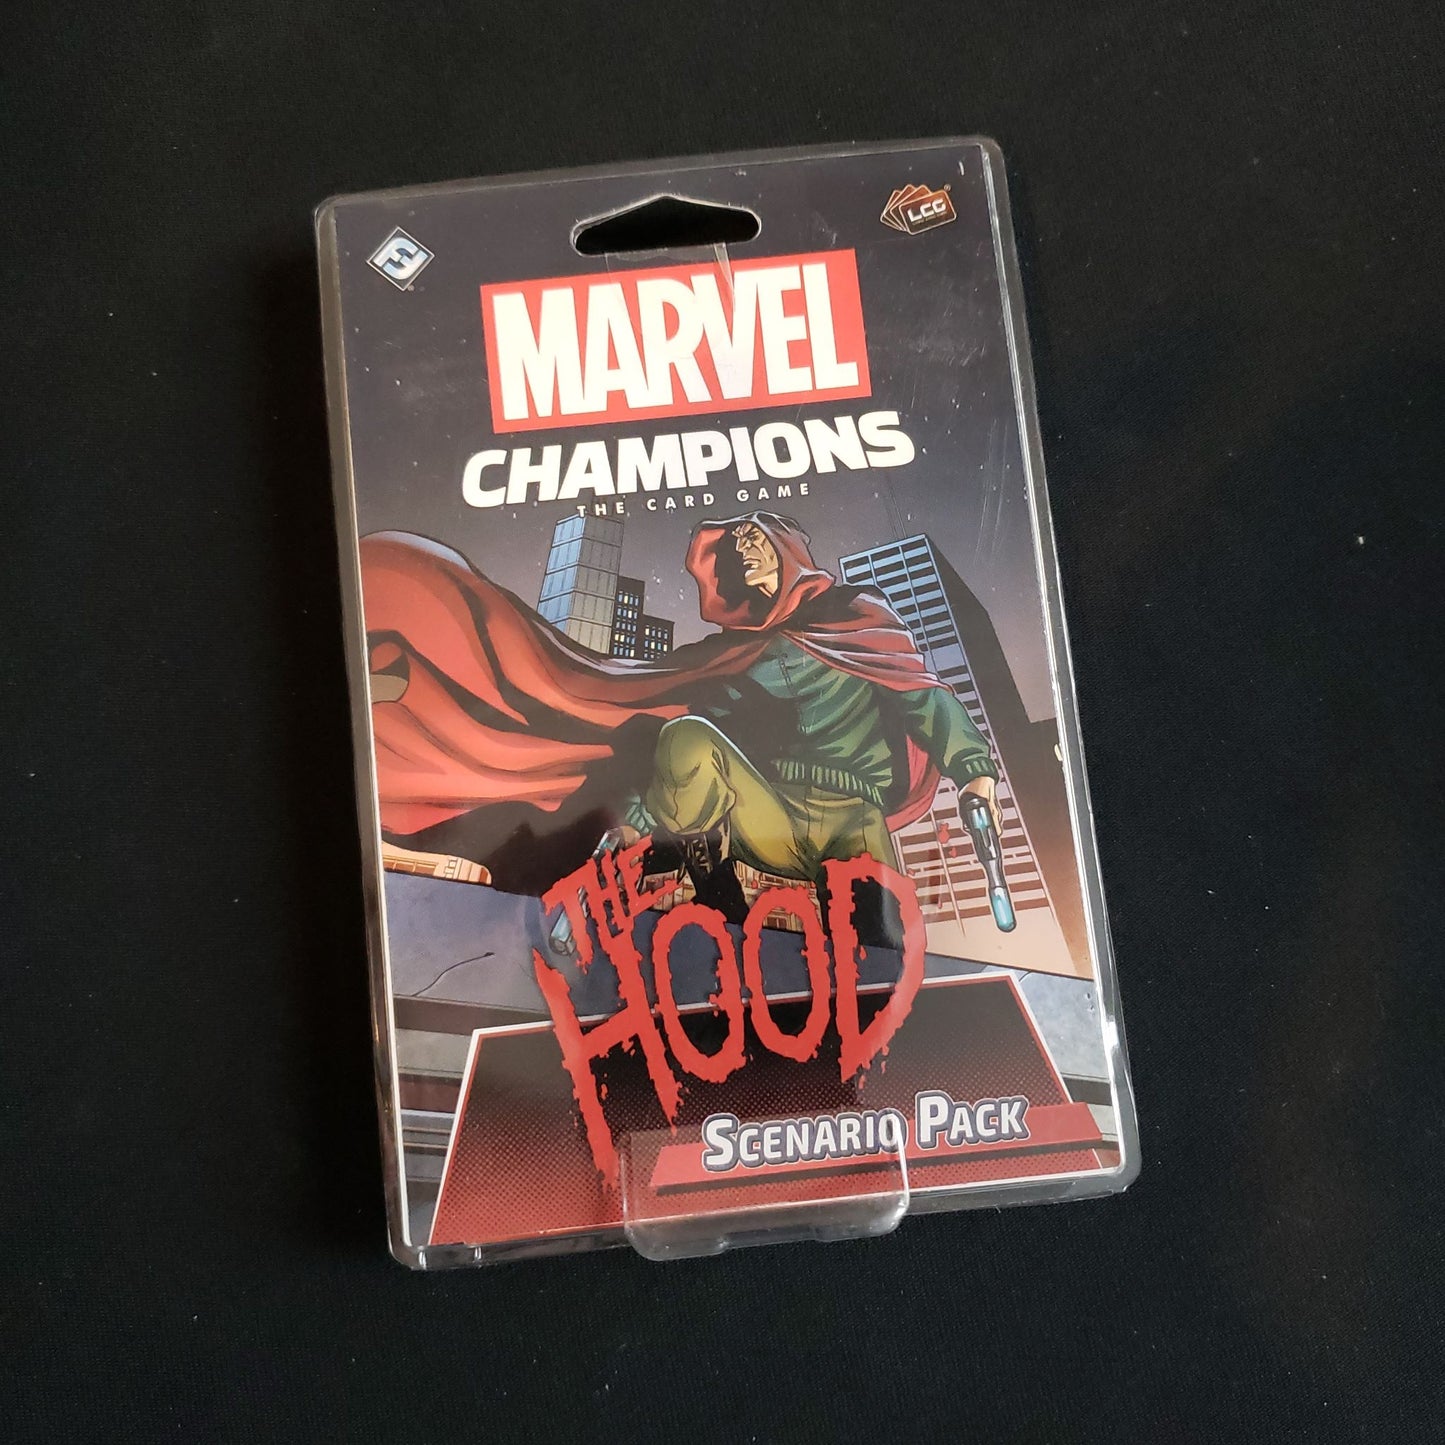 LCG
MARVEL
CHAMPIONS
THE CARD GAME
THE
HOOD
SCENARIO PACK